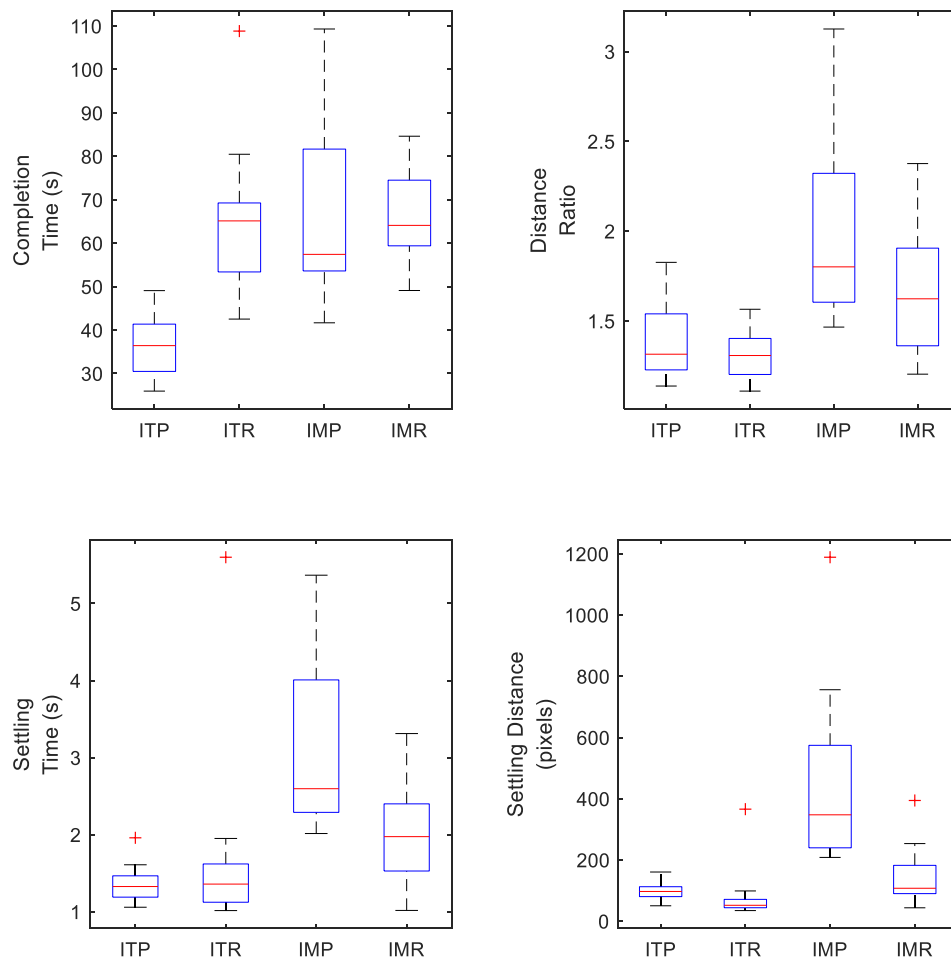 Completion
Time (s)
110
100
90
80
70
60
50
40
30
ITP ITR IMP IMR
Distance
Ratio
3
2.5
2
1.5
ITP ITR IMP IMR
Settling
Time (s)
5
4
3
2
1
ITP ITR IMP IMR
Settling Distance
(pixels)
1200
1000
800
600
400
200
0
ITP ITR IMP IMR